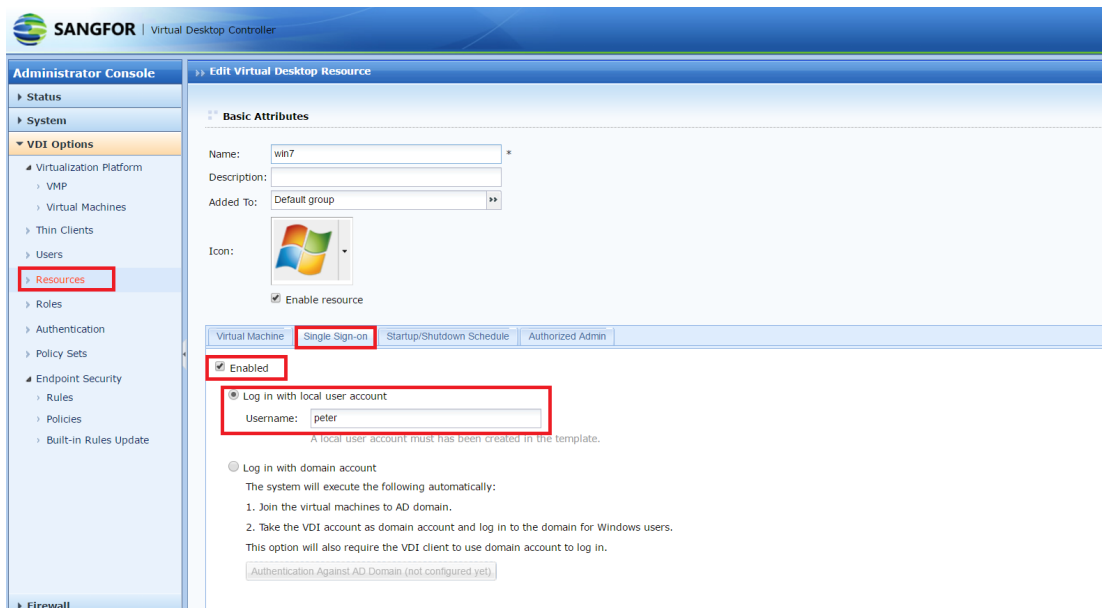 SANGFOR | Virtual Desktop Controller
Administrator Console
Status
System
VDI Options
Virtualization Platform
VMP
Virtual Machines
Thin Clients
Users
Resources
Roles
Authentication
Policy Sets
Endpoint Security
Rules
Policies
Built-in Rules Update
Firewall
Edit Virtual Desktop Resource
Basic Attributes
Name: win7 *
Description:
Added To: Default group
Icon:
Enable resource
Virtual Machine Single Sign-on Startup/Shutdown Schedule Authorized Admin
Enabled
Log in with local user account
Username: peter
A local user account must has been created in the template.
Log in with domain account
The system will execute the following automatically:
1. Join the virtual machines to AD domain.
2. Take the VDI account as domain account and log in to the domain for Windows users.
This option will also require the VDI client to use domain account to log in.
Authentication Against AD Domain (not configured yet)